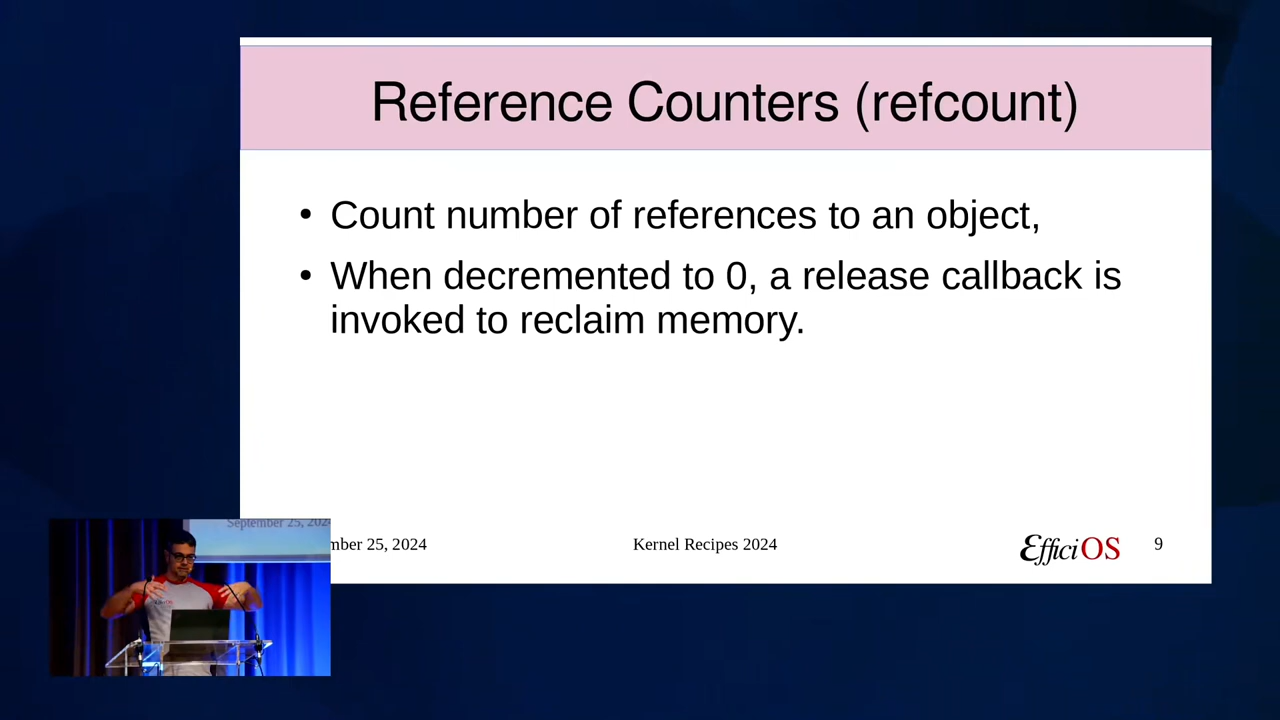 Reference Counters (refcount)
• Count number of references to an object,
• When decremented to 0, a release callback is
invoked to reclaim memory.
September 25, 202
mber 25, 2024
Kernel Recipes 2024
EfficiOS
9